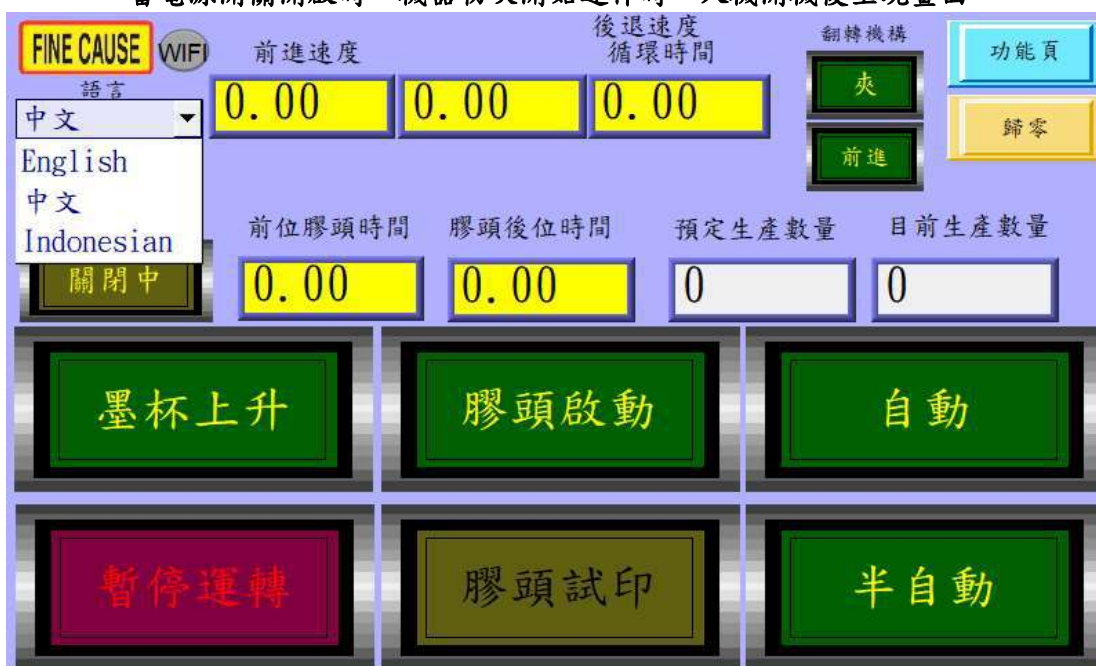 FINE CAUSE
WIFI
前進速度
後退速度
循環時間
翻轉機構
功能頁
語言
中文
0.00
0.00
0.00
夾
歸零
English
中文
Indonesian
前進
前位膠頭時間
膠頭後位時間
預定生產數量
目前生產數量
關閉中
0.00
0.00
0
0
墨杯上升
膠頭啟動
自動
暫停運轉
膠頭試印
半自動